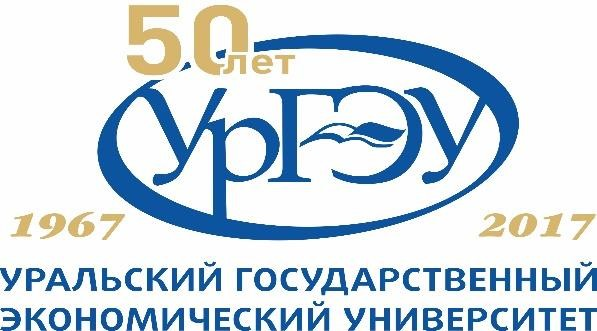 50 лет
УрГЭУ
1967
2017
УРАЛЬСКИЙ ГОСУДАРСТВЕННЫЙ
ЭКОНОМИЧЕСКИЙ УНИВЕРСИТЕТ